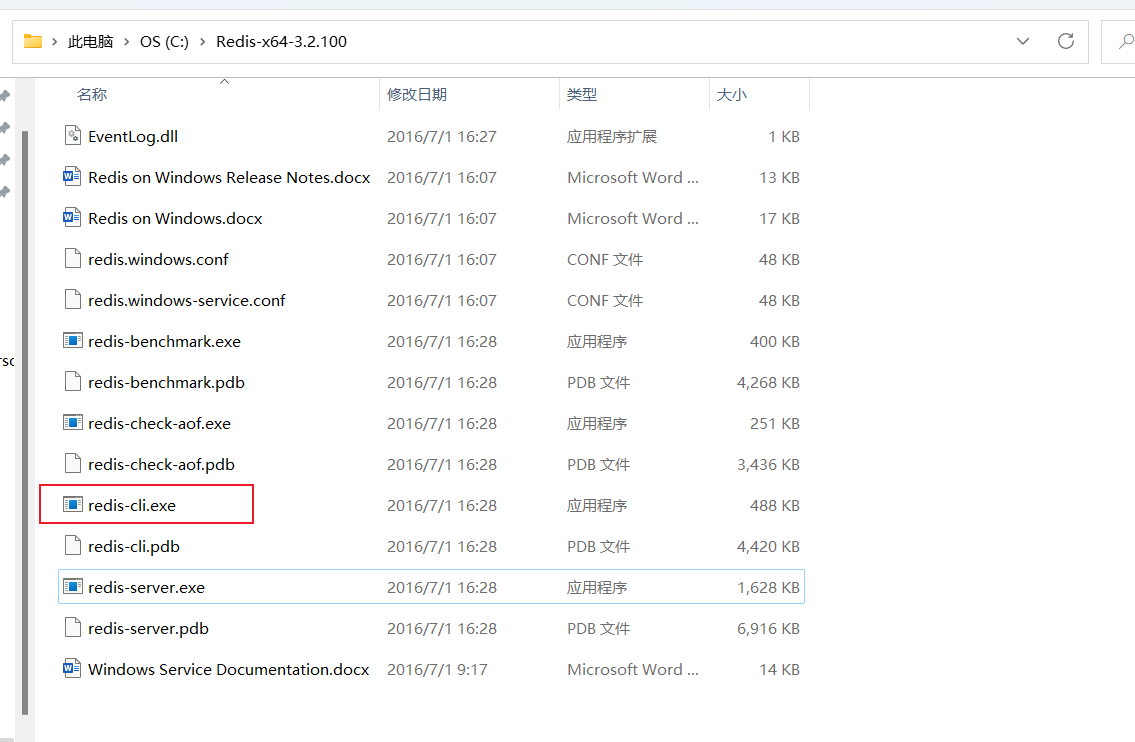 此电脑 > OS (C:) > Redis-x64-3.2.100
名称 修改日期 类型 大小
EventLog.dll 2016/7/1 16:27 应用程序扩展 1 KB
Redis on Windows Release Notes.docx 2016/7/1 16:07 Microsoft Word ... 13 KB
Redis on Windows.docx 2016/7/1 16:07 Microsoft Word ... 17 KB
redis.windows.conf 2016/7/1 16:07 CONF 文件 48 KB
redis.windows-service.conf 2016/7/1 16:07 CONF 文件 48 KB
redis-benchmark.exe 2016/7/1 16:28 应用程序 400 KB
redis-benchmark.pdb 2016/7/1 16:28 PDB 文件 4,268 KB
redis-check-aof.exe 2016/7/1 16:28 应用程序 251 KB
redis-check-aof.pdb 2016/7/1 16:28 PDB 文件 3,436 KB
redis-cli.exe 2016/7/1 16:28 应用程序 488 KB
redis-cli.pdb 2016/7/1 16:28 PDB 文件 4,420 KB
redis-server.exe 2016/7/1 16:28 应用程序 1,628 KB
redis-server.pdb 2016/7/1 16:28 PDB 文件 6,916 KB
Windows Service Documentation.docx 2016/7/1 9:17 Microsoft Word ... 14 KB